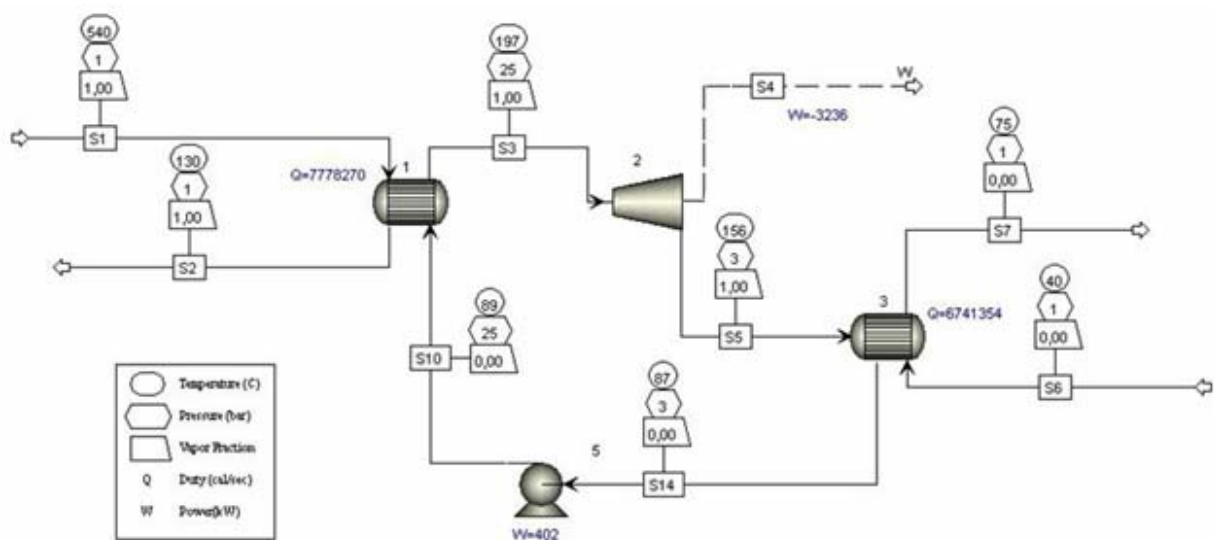 540
1
1,00
S1
130
1
1,00
S2
Q=7778270
1
197
25
1,00
S3
2
S4
W
W=-3236
75
1
0,00
S7
156
3
1,00
S5
3
Q=6741354
40
1
0,00
S6
89
25
0,00
S10
87
3
0,00
S14
5
W=402
Temperature (C)
Pressure (bar)
Vapor Fraction
Q Duty (cal/sec)
W Power(kW)